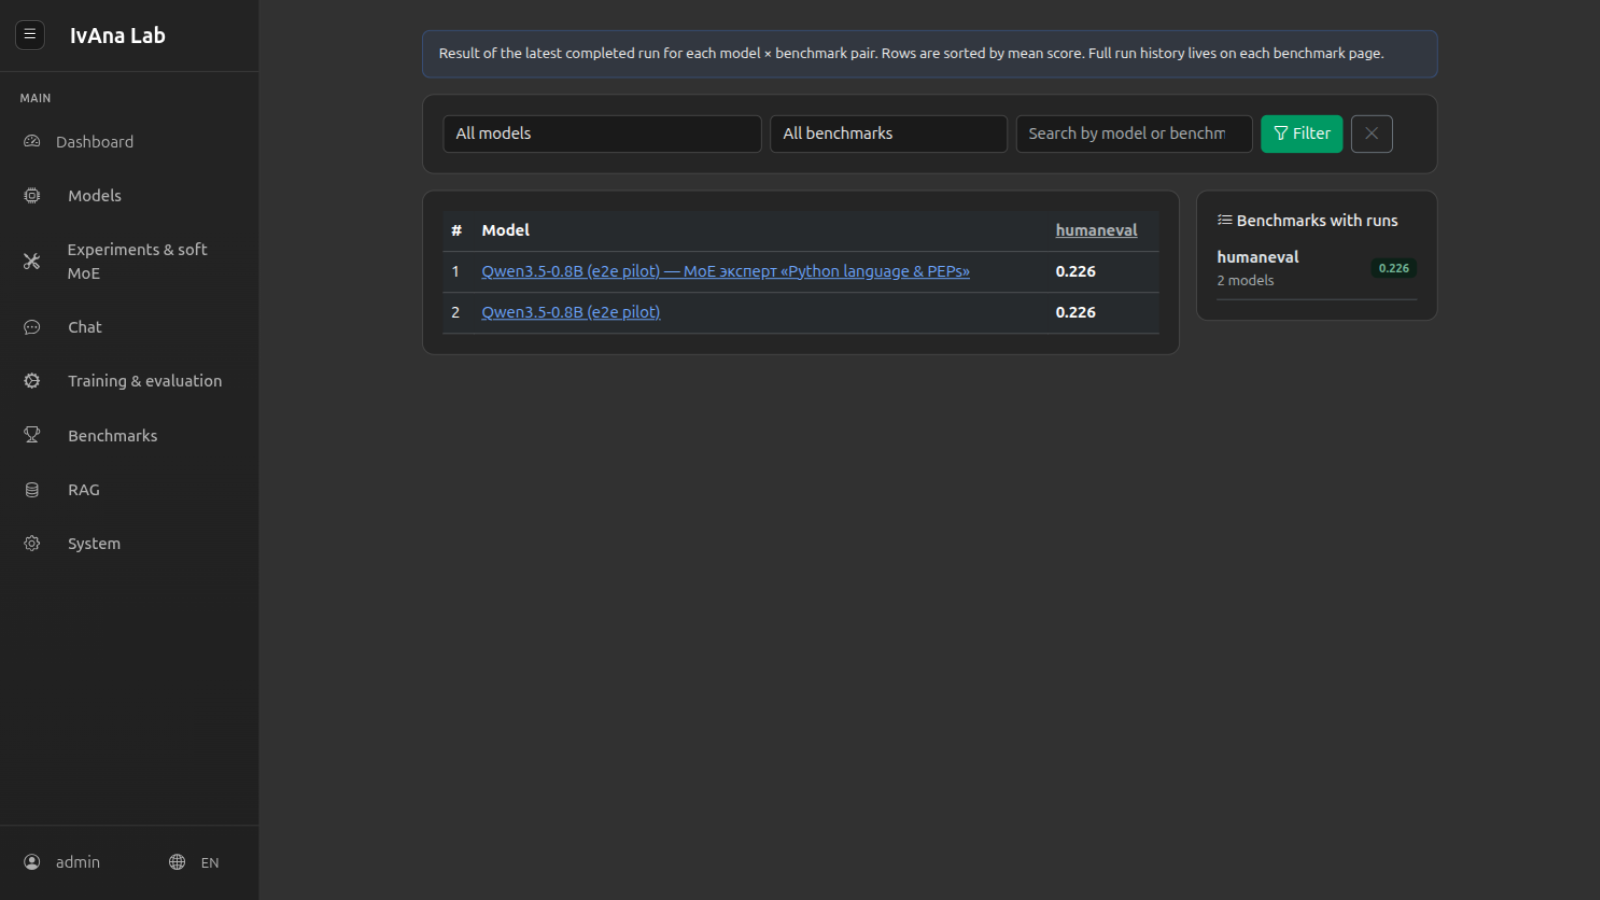 IvAna Lab
MAIN
Dashboard
Models
Experiments & soft
MoE
Chat
Training & evaluation
Benchmarks
RAG
System
admin
EN
Result of the latest completed run for each model × benchmark pair. Rows are sorted by mean score. Full run history lives on each benchmark page.
All models
All benchmarks
Search by model or benchm
Filter
# Model humaneval
1 Qwen3.5-0.8B (e2e pilot) — MoE эксперт «Python language & PEPs» 0.226
2 Qwen3.5-0.8B (e2e pilot) 0.226
Benchmarks with runs
humaneval
0.226
2 models